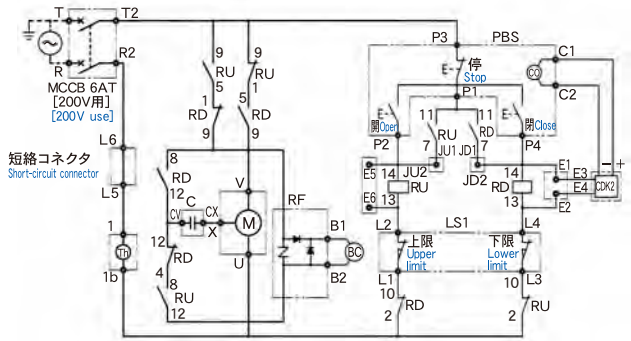 T
T2
R
R2
MCCB 6AT
[200V用]
[200V use]
L6
短絡コネクタ
Short-circuit connector
L5
1
Th
1b
9
RU
5
1
RD
9
9
RU
1
5
RD
9
8
RD
12
C
CV
CX
X
V
M
U
12
RD
4
8
RU
12
RF
B1
BC
B2
P3
PBS
停
Stop
P1
C1
CO
C2
開Open
閉Close
P2
P4
11
RU
7
JU1
11
RD
7
JD1
JU2
JD2
E5
E6
14
RU
13
14
RD
13
E1
E3
E4
E2
− +
CDK2
L2
LS1
L4
上限
Upper
limit
下限
Lower
limit
L1
L3
10
RD
2
10
RU
2